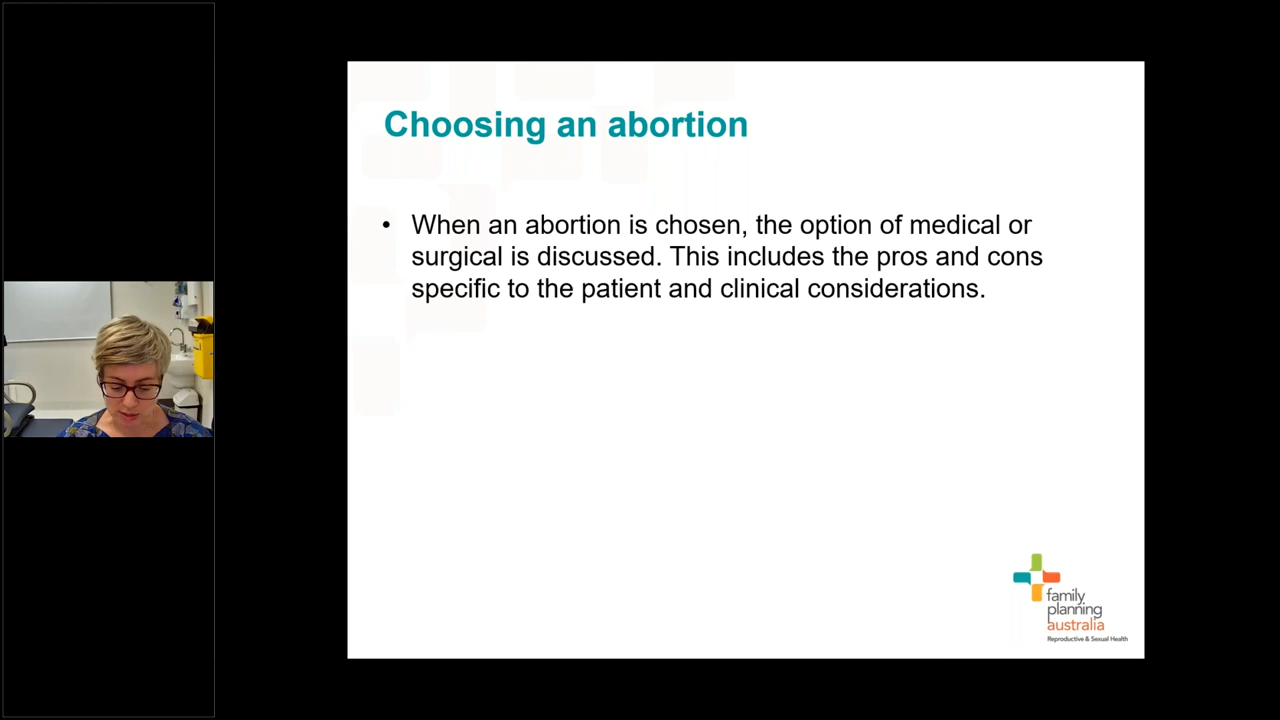 Choosing an abortion
• When an abortion is chosen, the option of medical or
surgical is discussed. This includes the pros and cons
specific to the patient and clinical considerations.
family
planning
australia
Reproductive & Sexual Health